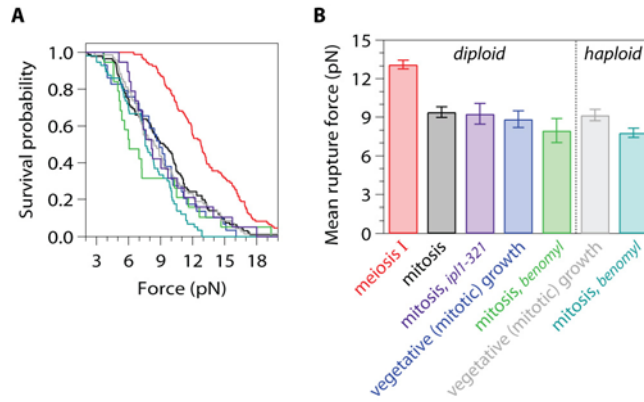 A
Survival probability
1.0
0.8
0.6
0.4
0.2
0.0
3 6 9 12 15 18
Force (pN)
B
Mean rupture force (pN)
15
12
9
6
3
0
diploid haploid
meiosis I
mitosis
mitosis, ipl1-321
vegetative (mitotic) growth
mitosis, benomyl
vegetative (mitotic) growth
mitosis, benomyl